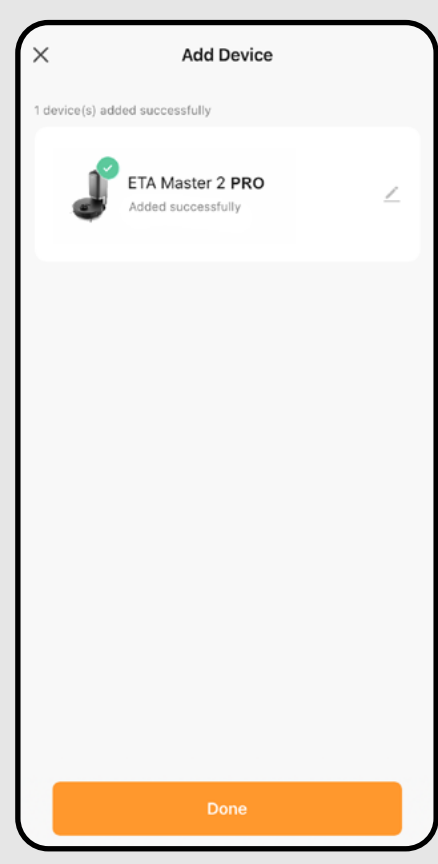 Add Device
1 device(s) added successfully
ETA Master 2 PRO
Added successfully
Done